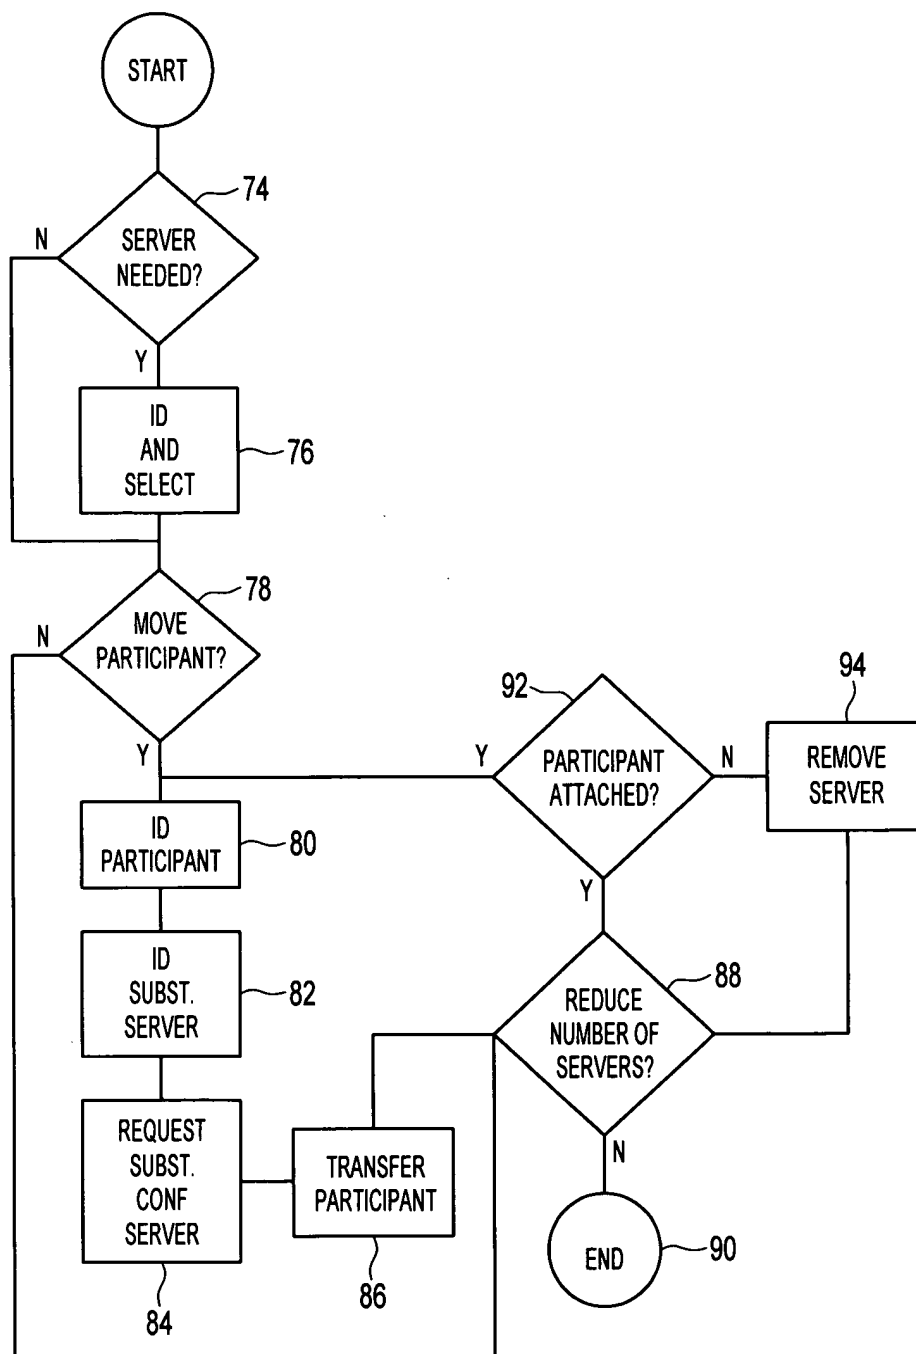 START
74
N
SERVER
NEEDED?
Y
ID
AND
SELECT
76
78
N
MOVE
PARTICIPANT?
Y
92
Y
PARTICIPANT
ATTACHED?
N
94
REMOVE
SERVER
ID
PARTICIPANT
80
Y
ID
SUBST.
SERVER
82
88
REDUCE
NUMBER OF
SERVERS?
REQUEST
SUBST.
CONF
SERVER
84
TRANSFER
PARTICIPANT
86
N
END
90